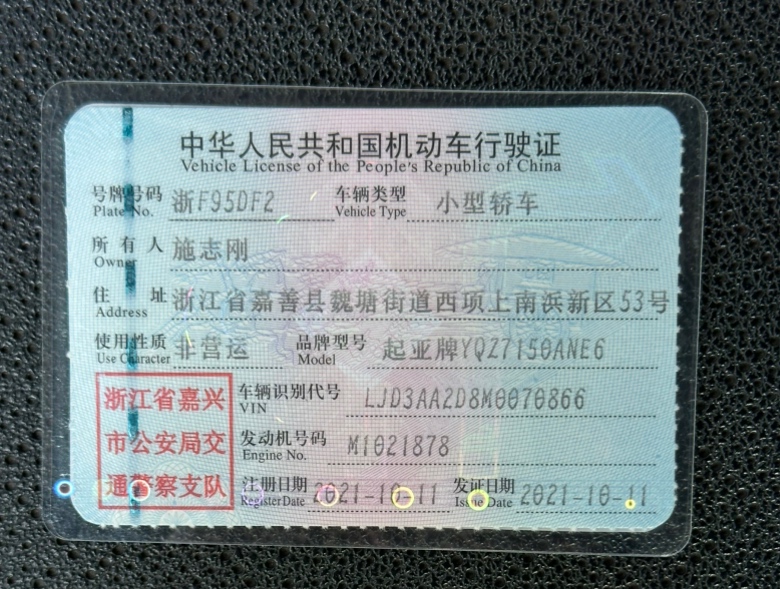 中华人民共和国机动车行驶证
Vehicle License of the People's Republic of China
号牌号码 浙F95DF2 车辆类型 小型轿车
Plate No. Vehicle Type
所有人 施志刚
Owner
住址 浙江省嘉善县魏塘街道西项上南浜新区53号
Address
使用性质 非营运 品牌型号 起亚牌YQZ7150ANE6
Use Character Model
浙江省嘉兴
市公安局交
通警察支队
车辆识别代号 LJD3AA2D8M0070866
VIN
发动机号码 M1021878
Engine No.
注册日期 2021-10-11 发证日期 2021-10-11
Register Date Issue Date